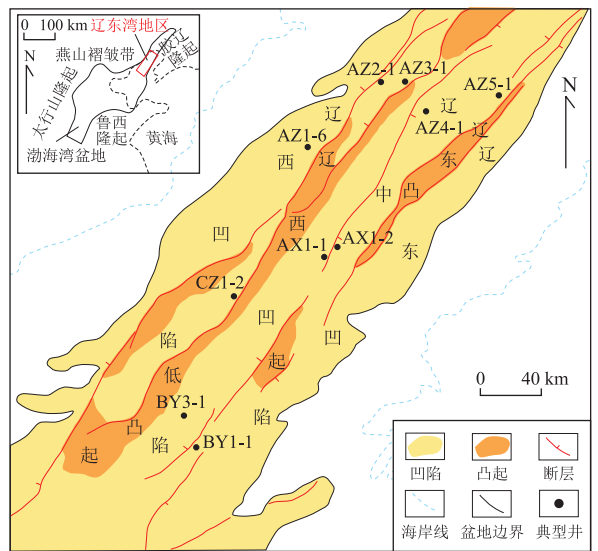 0 100 km
辽东湾地区
N
燕山褶皱带
胶辽隆起
太行山隆起
鲁西
隆起
黄海
渤海湾盆地
N
AZ2-1
AZ3-1
AZ5-1
AZ4-1
AZ1-6
AX1-1
AX1-2
CZ1-2
BY3-1
BY1-1
辽
西
凹
陷
辽
西
低
凸
起
辽
中
凹
陷
辽
东
凸
起
辽
东
凹
0 40 km
凹陷
凸起
断层
海岸线
盆地边界
典型井